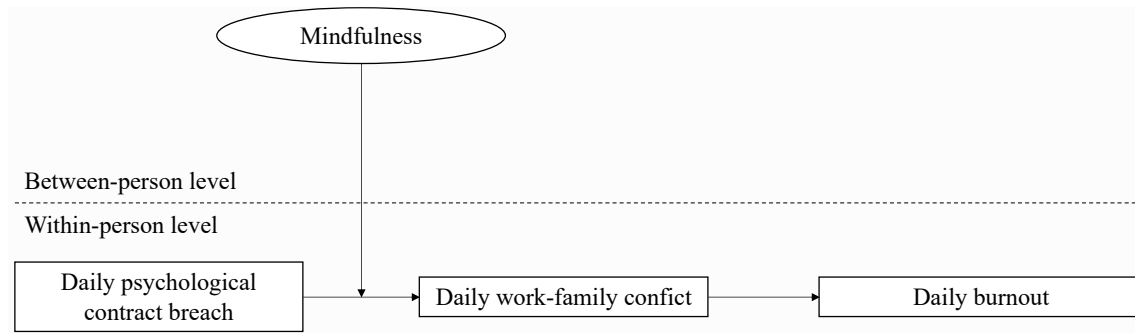 Mindfulness
Between-person level
Within-person level
Daily psychological
contract breach
Daily work-family confict
Daily burnout